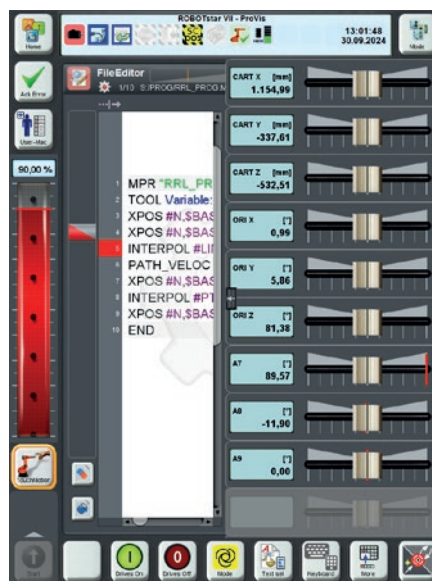 ROBOTstar VII - ProVis
13:01:48
30.09.2024
Home
Mode
Ack Error
FileEditor
1/10 S:/PROG/RRL_PROG.M
90,00 %
1 MPR "RRL_PR
2 TOOL Variable:
3 XPOS #N,$BAS
4 XPOS #N,$BAS
5 INTERPOL #LIN
6 PATH_VELOC
7 XPOS #N,$BAS
8 INTERPOL #PT
9 XPOS #N,$BAS
10 END
CART X [mm]
1.154,99
CART Y [mm]
-337,61
CART Z [mm]
-532,51
ORI X [°]
0,99
ORI Y [°]
5,86
ORI Z [°]
81,38
A7 [°]
89,57
A8 [°]
-11,90
A9 [°]
0,00
Start
Drives On
Drives Off
Mode
Text sel
Keyboard
More